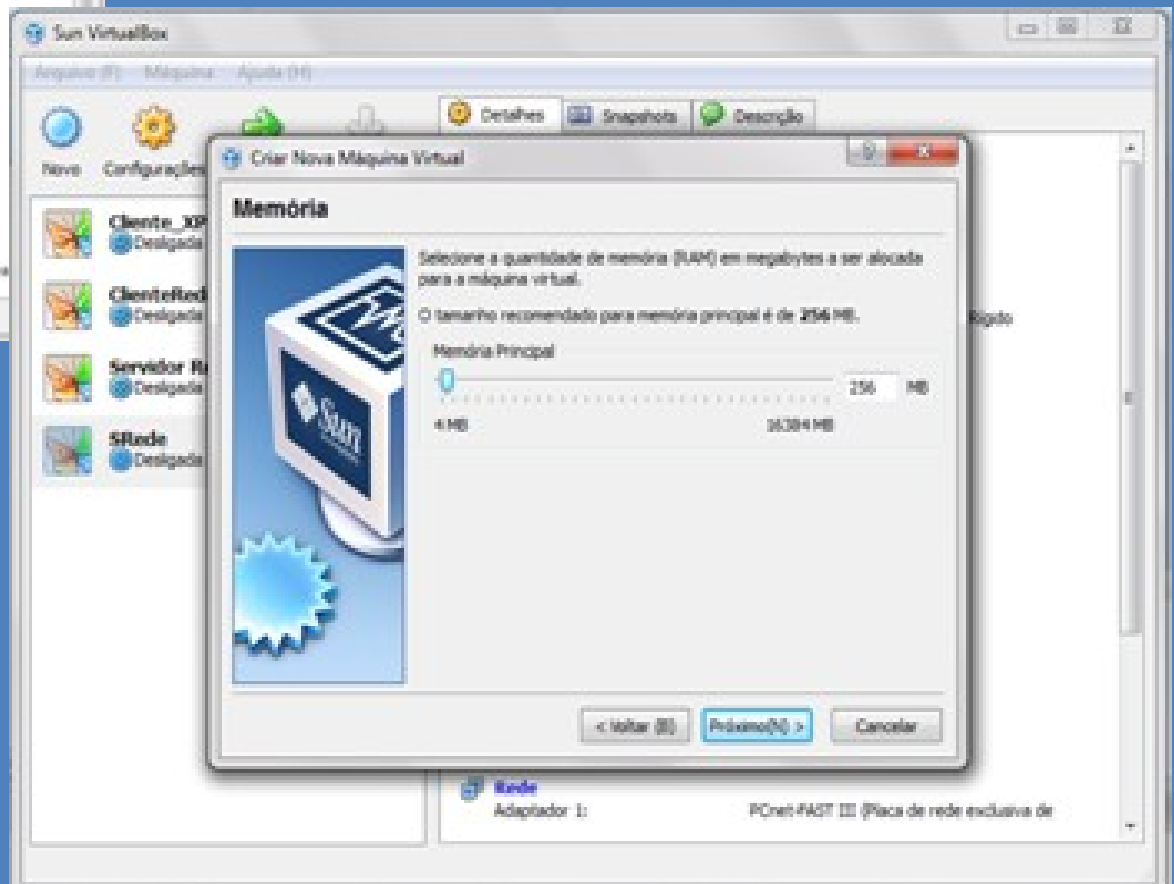 Sun VirtualBox
Arquivo (F) Máquina Ajuda (H)
Novo Configurações
Detalhes Snapshots Descrição
Criar Nova Máquina Virtual
Memória
Cliente_XP
Desligada
ClienteRed
Desligada
Servidor
Desligada
SRede
Desligada
Selecione a quantidade de memória (RAM) em megabytes a ser alocada
para a máquina virtual.
O tamanho recomendado para memória principal é de 256 MB.
Memória Principal
256 MB
4 MB 16384 MB
Sun
Rígido
< Voltar (B) Próximo(N) > Cancelar
Rede
Adaptador 1: PCnet-FAST III (Placa de rede exclusiva de